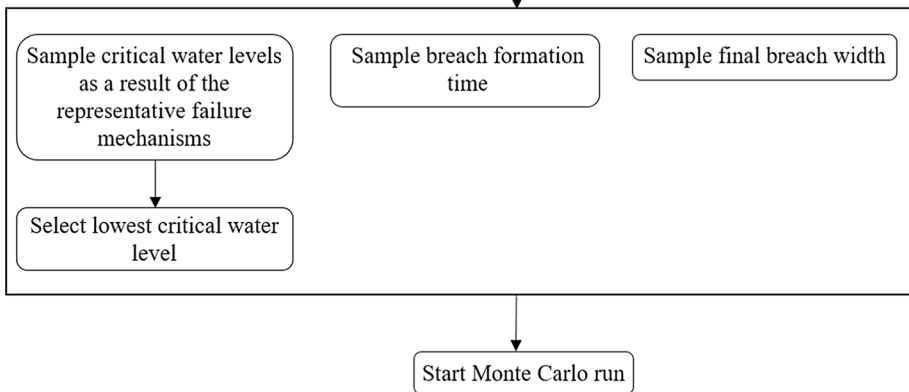 Sample critical water levels
as a result of the
representative failure
mechanisms
Select lowest critical water
level
Sample breach formation
time
Sample final breach width
Start Monte Carlo run